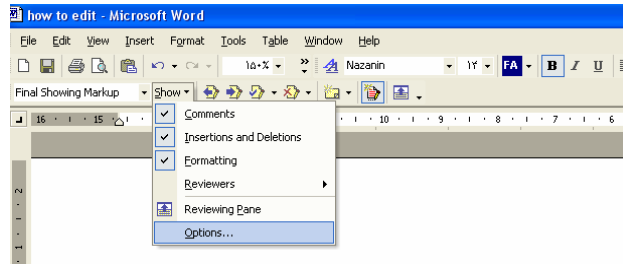 how to edit - Microsoft Word
File Edit View Insert Format Tools Table Window Help
۱۵۰٪ Nazanin ۱۲ FA B I U
Final Showing Markup Show
16 15 10 9 8 7 6
Comments
Insertions and Deletions
Formatting
Reviewers
Reviewing Pane
Options...
2
1